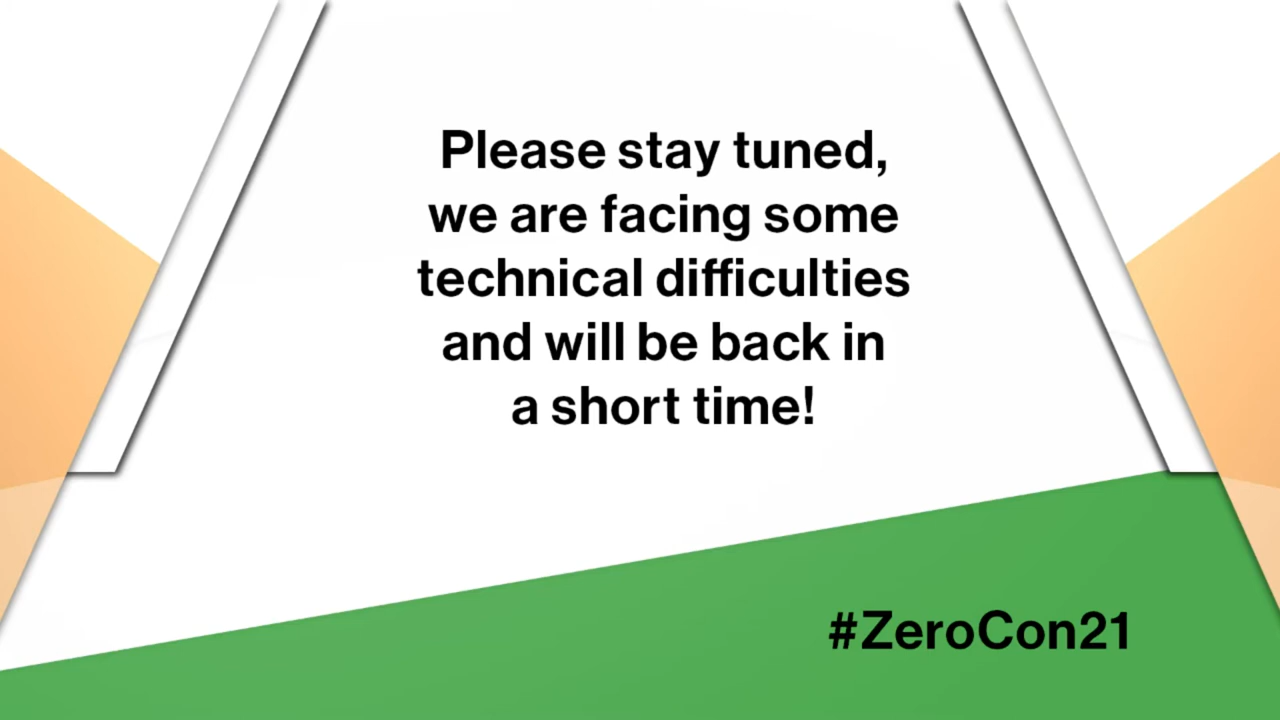 Please stay tuned,
we are facing some
technical difficulties
and will be back in
a short time!
#ZeroCon21